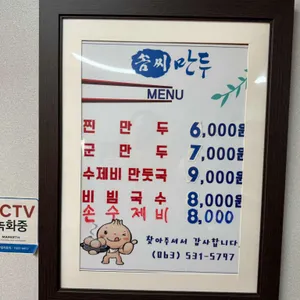 솜씨만두
MENU
찐만두 6,000원
군만두 7,000원
수제비 만둣국 9,000원
비빔국수 8,000원
손수제비 8,000
찾아주셔서 감사합니다
(063) 531-5797
CCTV
녹화중